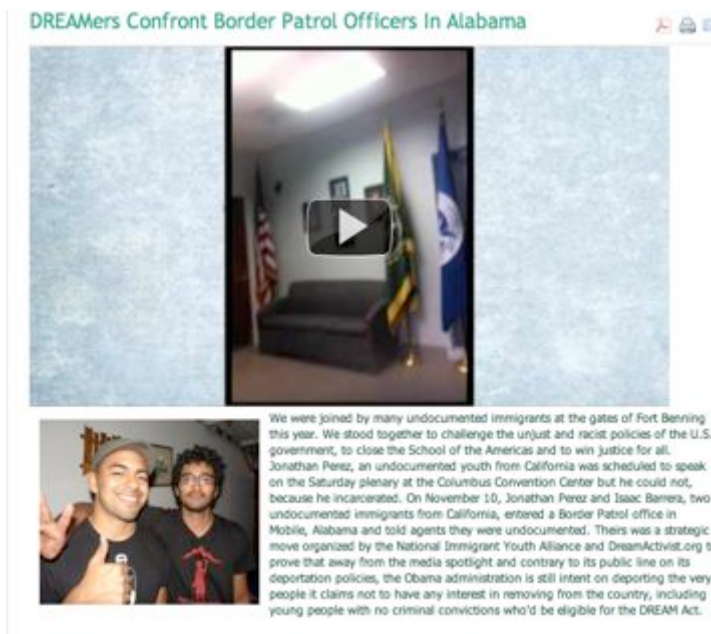 DREAMers Confront Border Patrol Officers In Alabama
We were joined by many undocumented immigrants at the gates of Fort Benning
this year. We stood together to challenge the unjust and racist policies of the U.S.
government, to close the School of the Americas and to win justice for all.
Jonathan Perez, an undocumented youth from California was scheduled to speak
on the Saturday plenary at the Columbus Convention Center but he could not,
because he incarcerated. On November 10, Jonathan Perez and Isaac Barrera, two
undocumented immigrants from California, entered a Border Patrol office in
Mobile, Alabama and told agents they were undocumented. Theirs was a strategic
move organized by the National Immigrant Youth Alliance and DreamActivist.org t
prove that away from the media spotlight and contrary to its public line on its
deportation policies, the Obama administration is still intent on deporting the very
people it claims not to have any interest in removing from the country, including
young people with no criminal convictions who'd be eligible for the DREAM Act.